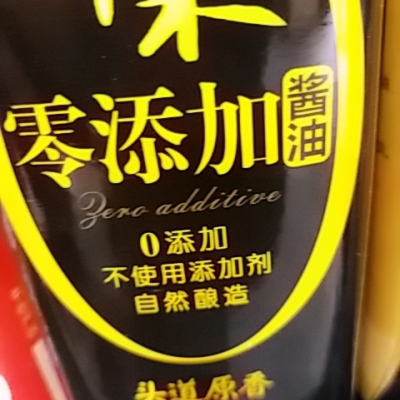 零添加酱油
Zero additive
0添加
不使用添加剂
自然酿造
头道原香